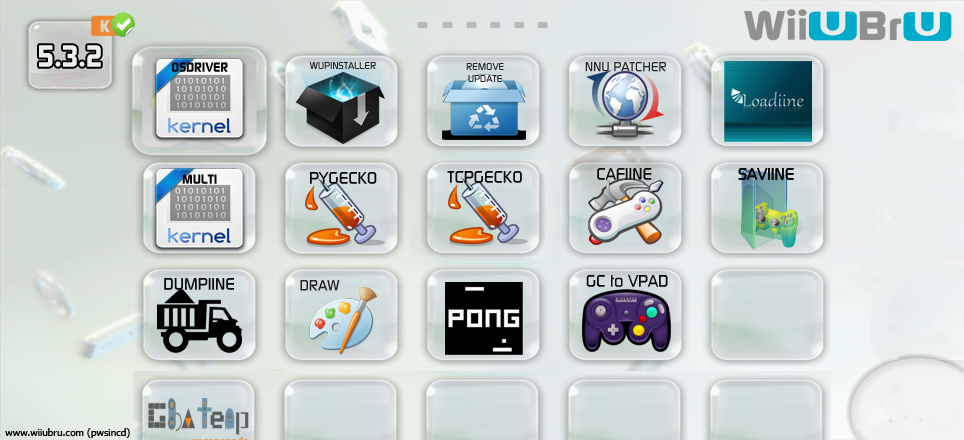 WiiUBrU
K
5.3.2
OSDRIVER
01010101
10101010
01010101
10101010
kernel
WUPINSTALLER
REMOVE
UPDATE
NNU PATCHER
Loadiine
MULTI
01010101
10101010
01010101
10101010
kernel
PYGECKO
TCPGECKO
CAFIINE
SAVIINE
DUMPIINE
DRAW
PONG
GC to VPAD
GBAtemp
www.wiiubru.com (pwsincd)